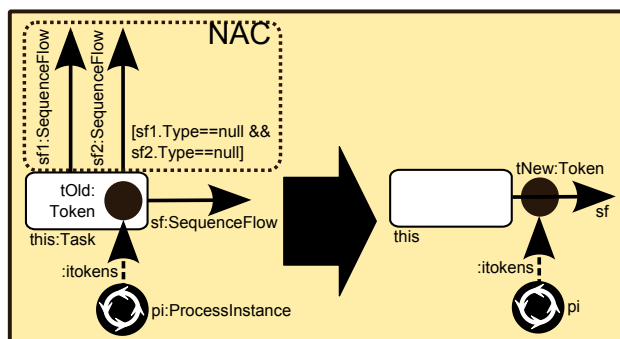 NAC
sf1:SequenceFlow
sf2:SequenceFlow
[sf1.Type==null &&
sf2.Type==null]
tOld:
Token
sf:SequenceFlow
this:Task
:itokens
pi:ProcessInstance
tNew:Token
sf
this
:itokens
pi